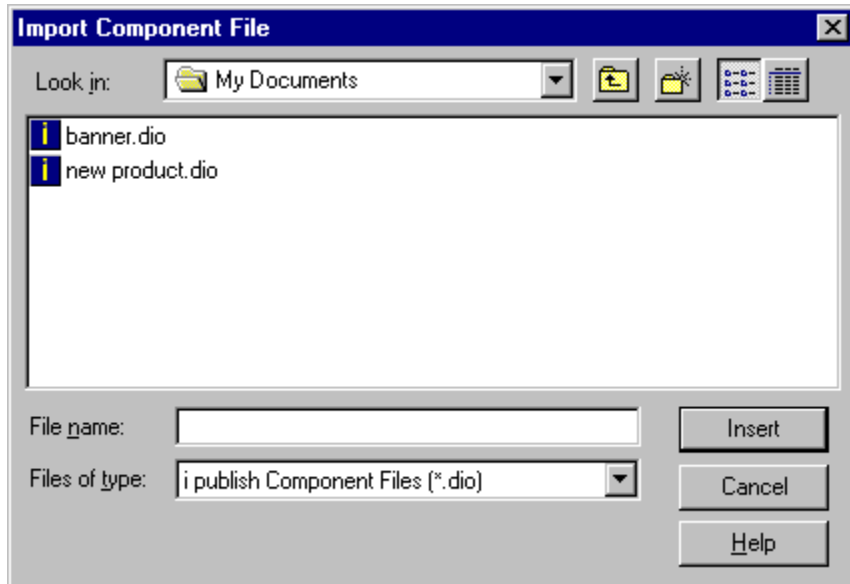 Import Component File
Look in: My Documents
i banner.dio
i new product.dio
File name: Insert
Files of type: i publish Component Files (*.dio) Cancel
Help